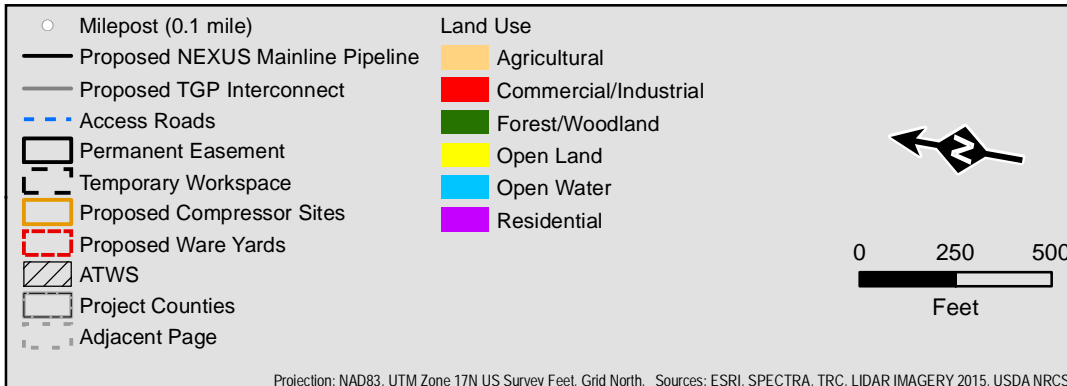 Milepost (0.1 mile)
Proposed NEXUS Mainline Pipeline
Proposed TGP Interconnect
Access Roads
Permanent Easement
Temporary Workspace
Proposed Compressor Sites
Proposed Ware Yards
ATWS
Project Counties
Adjacent Page
Land Use
Agricultural
Commercial/Industrial
Forest/Woodland
Open Land
Open Water
Residential
N
0 250 500
Feet
Projection: NAD83, UTM Zone 17N US Survey Feet, Grid North, Sources: ESRI, SPECTRA, TRC, LIDAR IMAGERY 2015, USDA NRCS